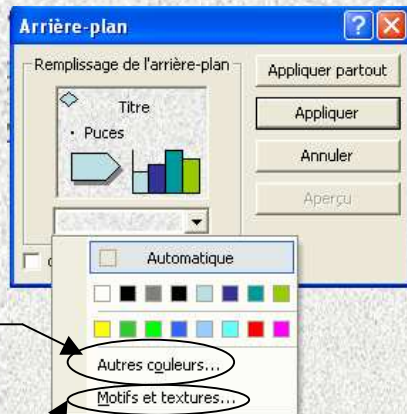 Arrière-plan
Remplissage de l'arrière-plan
Titre
• Puces
Appliquer partout
Appliquer
Annuler
Aperçu
Automatique
Autres couleurs...
Motifs et textures...